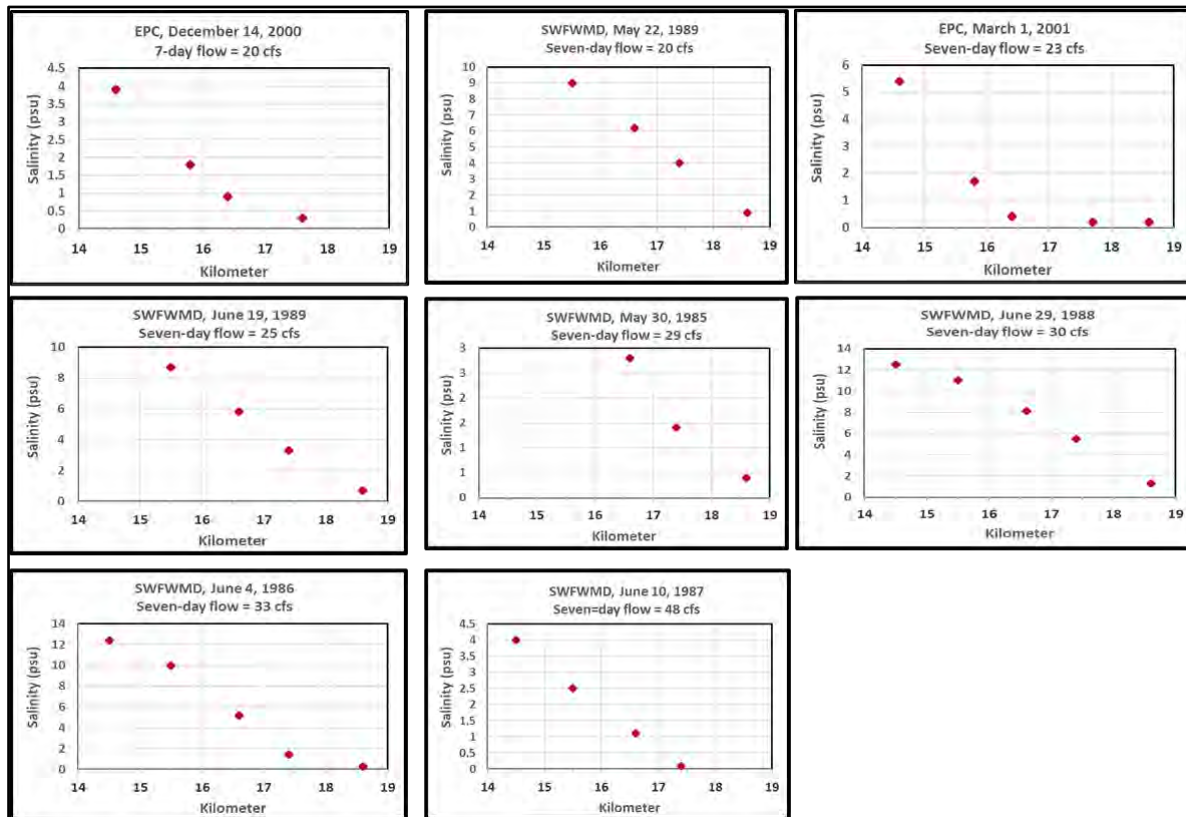 EPC, December 14, 2000
7-day flow = 20 cfs
4.5
4
3.5
3
2.5
2
1.5
1
0.5
0
Salinity (psu)
14 15 16 17 18 19
Kilometer
SWFWMD, May 22, 1989
Seven-day flow = 20 cfs
10
9
8
7
6
5
4
3
2
1
0
Salinity (psu)
14 15 16 17 18 19
Kilometer
EPC, March 1, 2001
Seven-day flow = 23 cfs
6
5
4
3
2
1
0
Salinity (psu)
14 15 16 17 18 19
Kilometer
SWFWMD, June 19, 1989
Seven-day flow = 25 cfs
10
8
6
4
2
0
Salinity (psu)
14 15 16 17 18 19
Kilometer
SWFWMD, May 30, 1985
Seven-day flow = 29 cfs
3
3
2
2
1
1
0
Salinity (psu)
14 15 16 17 18 19
Kilometer
SWFWMD, June 29, 1988
Seven-day flow = 30 cfs
14
12
10
8
6
4
2
0
Salinity (psu)
14 15 16 17 18 19
Kilometer
SWFWMD, June 4, 1986
Seven-day flow = 33 cfs
14
12
10
8
6
4
2
0
Salinity (psu)
14 15 16 17 18 19
Kilometer
SWFWMD, June 10, 1987
Seven=day flow = 48 cfs
4.5
4
3.5
3
2.5
2
1.5
1
0.5
0
Salinity (psu)
14 15 16 17 18 19
Kilometer